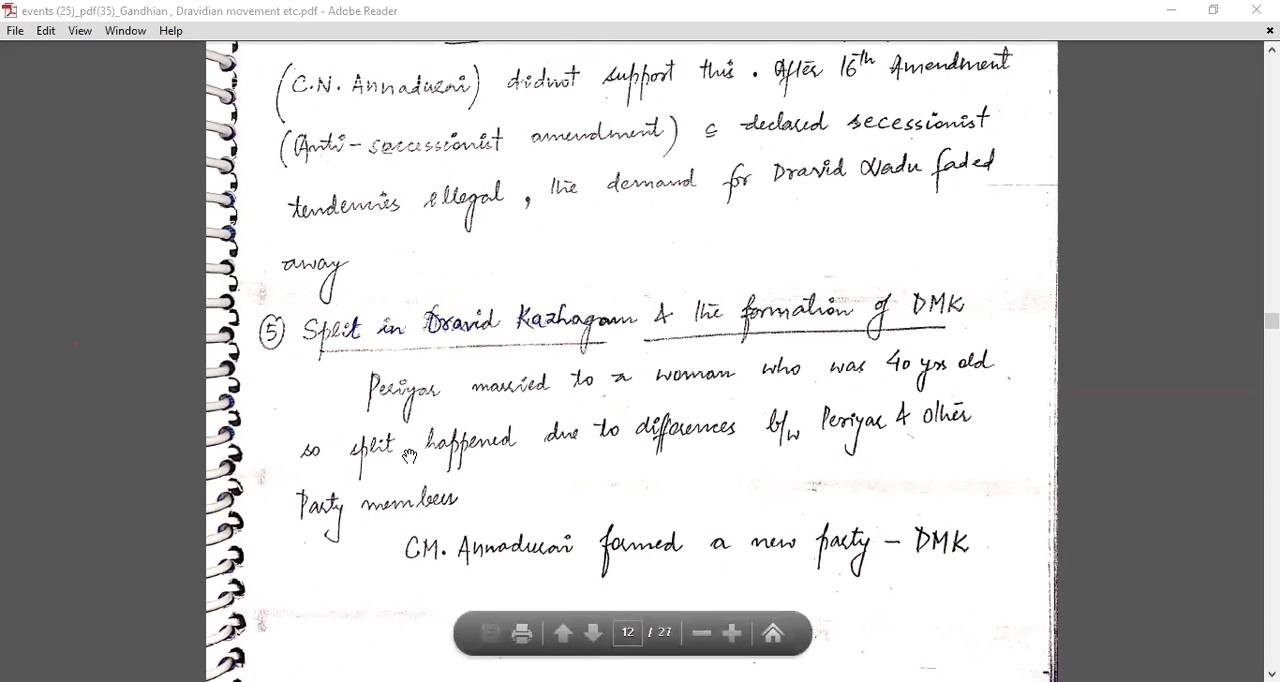 events (25)_pdf(35)_Gandhian , Dravidian movement etc.pdf - Adobe Reader
File Edit View Window Help
(C.N. Annadurai) didnot support this. After 16th Amendment
(Anti-seccessionist amendment) c declared secessionist
tendencies illegal, the demand for Dravid Nadu faded
away
(5) Split in Dravid Kazhagam & the formation of DMK
Periyar married to a woman who was 40 yrs old
so split happened due to differences b/w Periyar & other
Party members
CM. Annadurai formed a new party – DMK
12 / 27